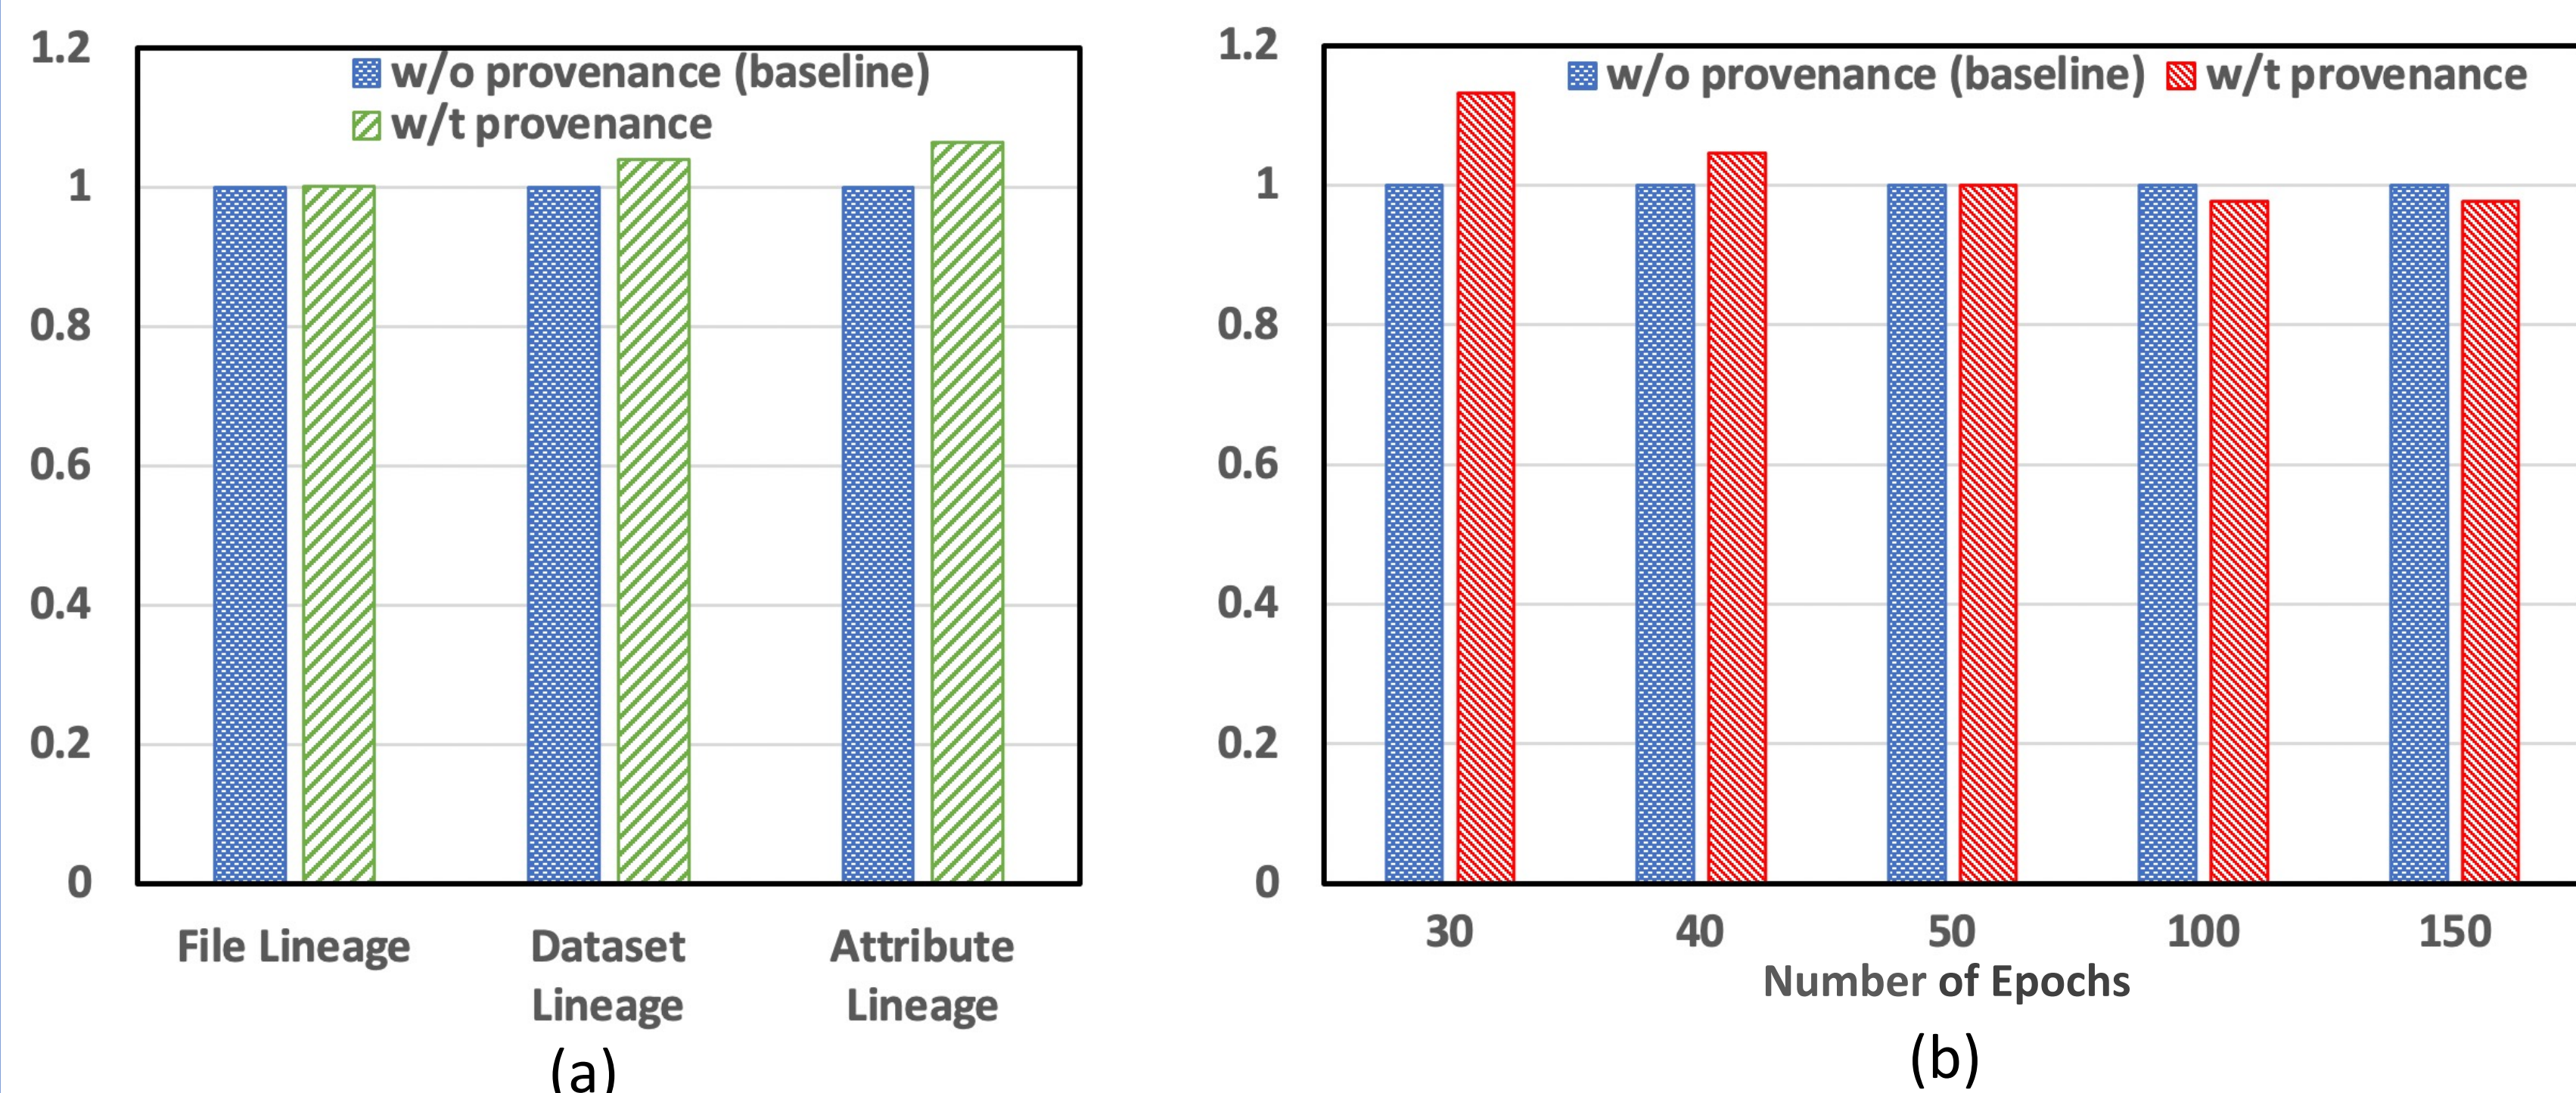 1.2
1
0.8
0.6
0.4
0.2
0
w/o provenance (baseline)
w/t provenance
File Lineage
Dataset
Lineage
Attribute
Lineage
(a)
1.2
1
0.8
0.6
0.4
0.2
0
w/o provenance (baseline) w/t provenance
30 40 50 100 150
Number of Epochs
(b)